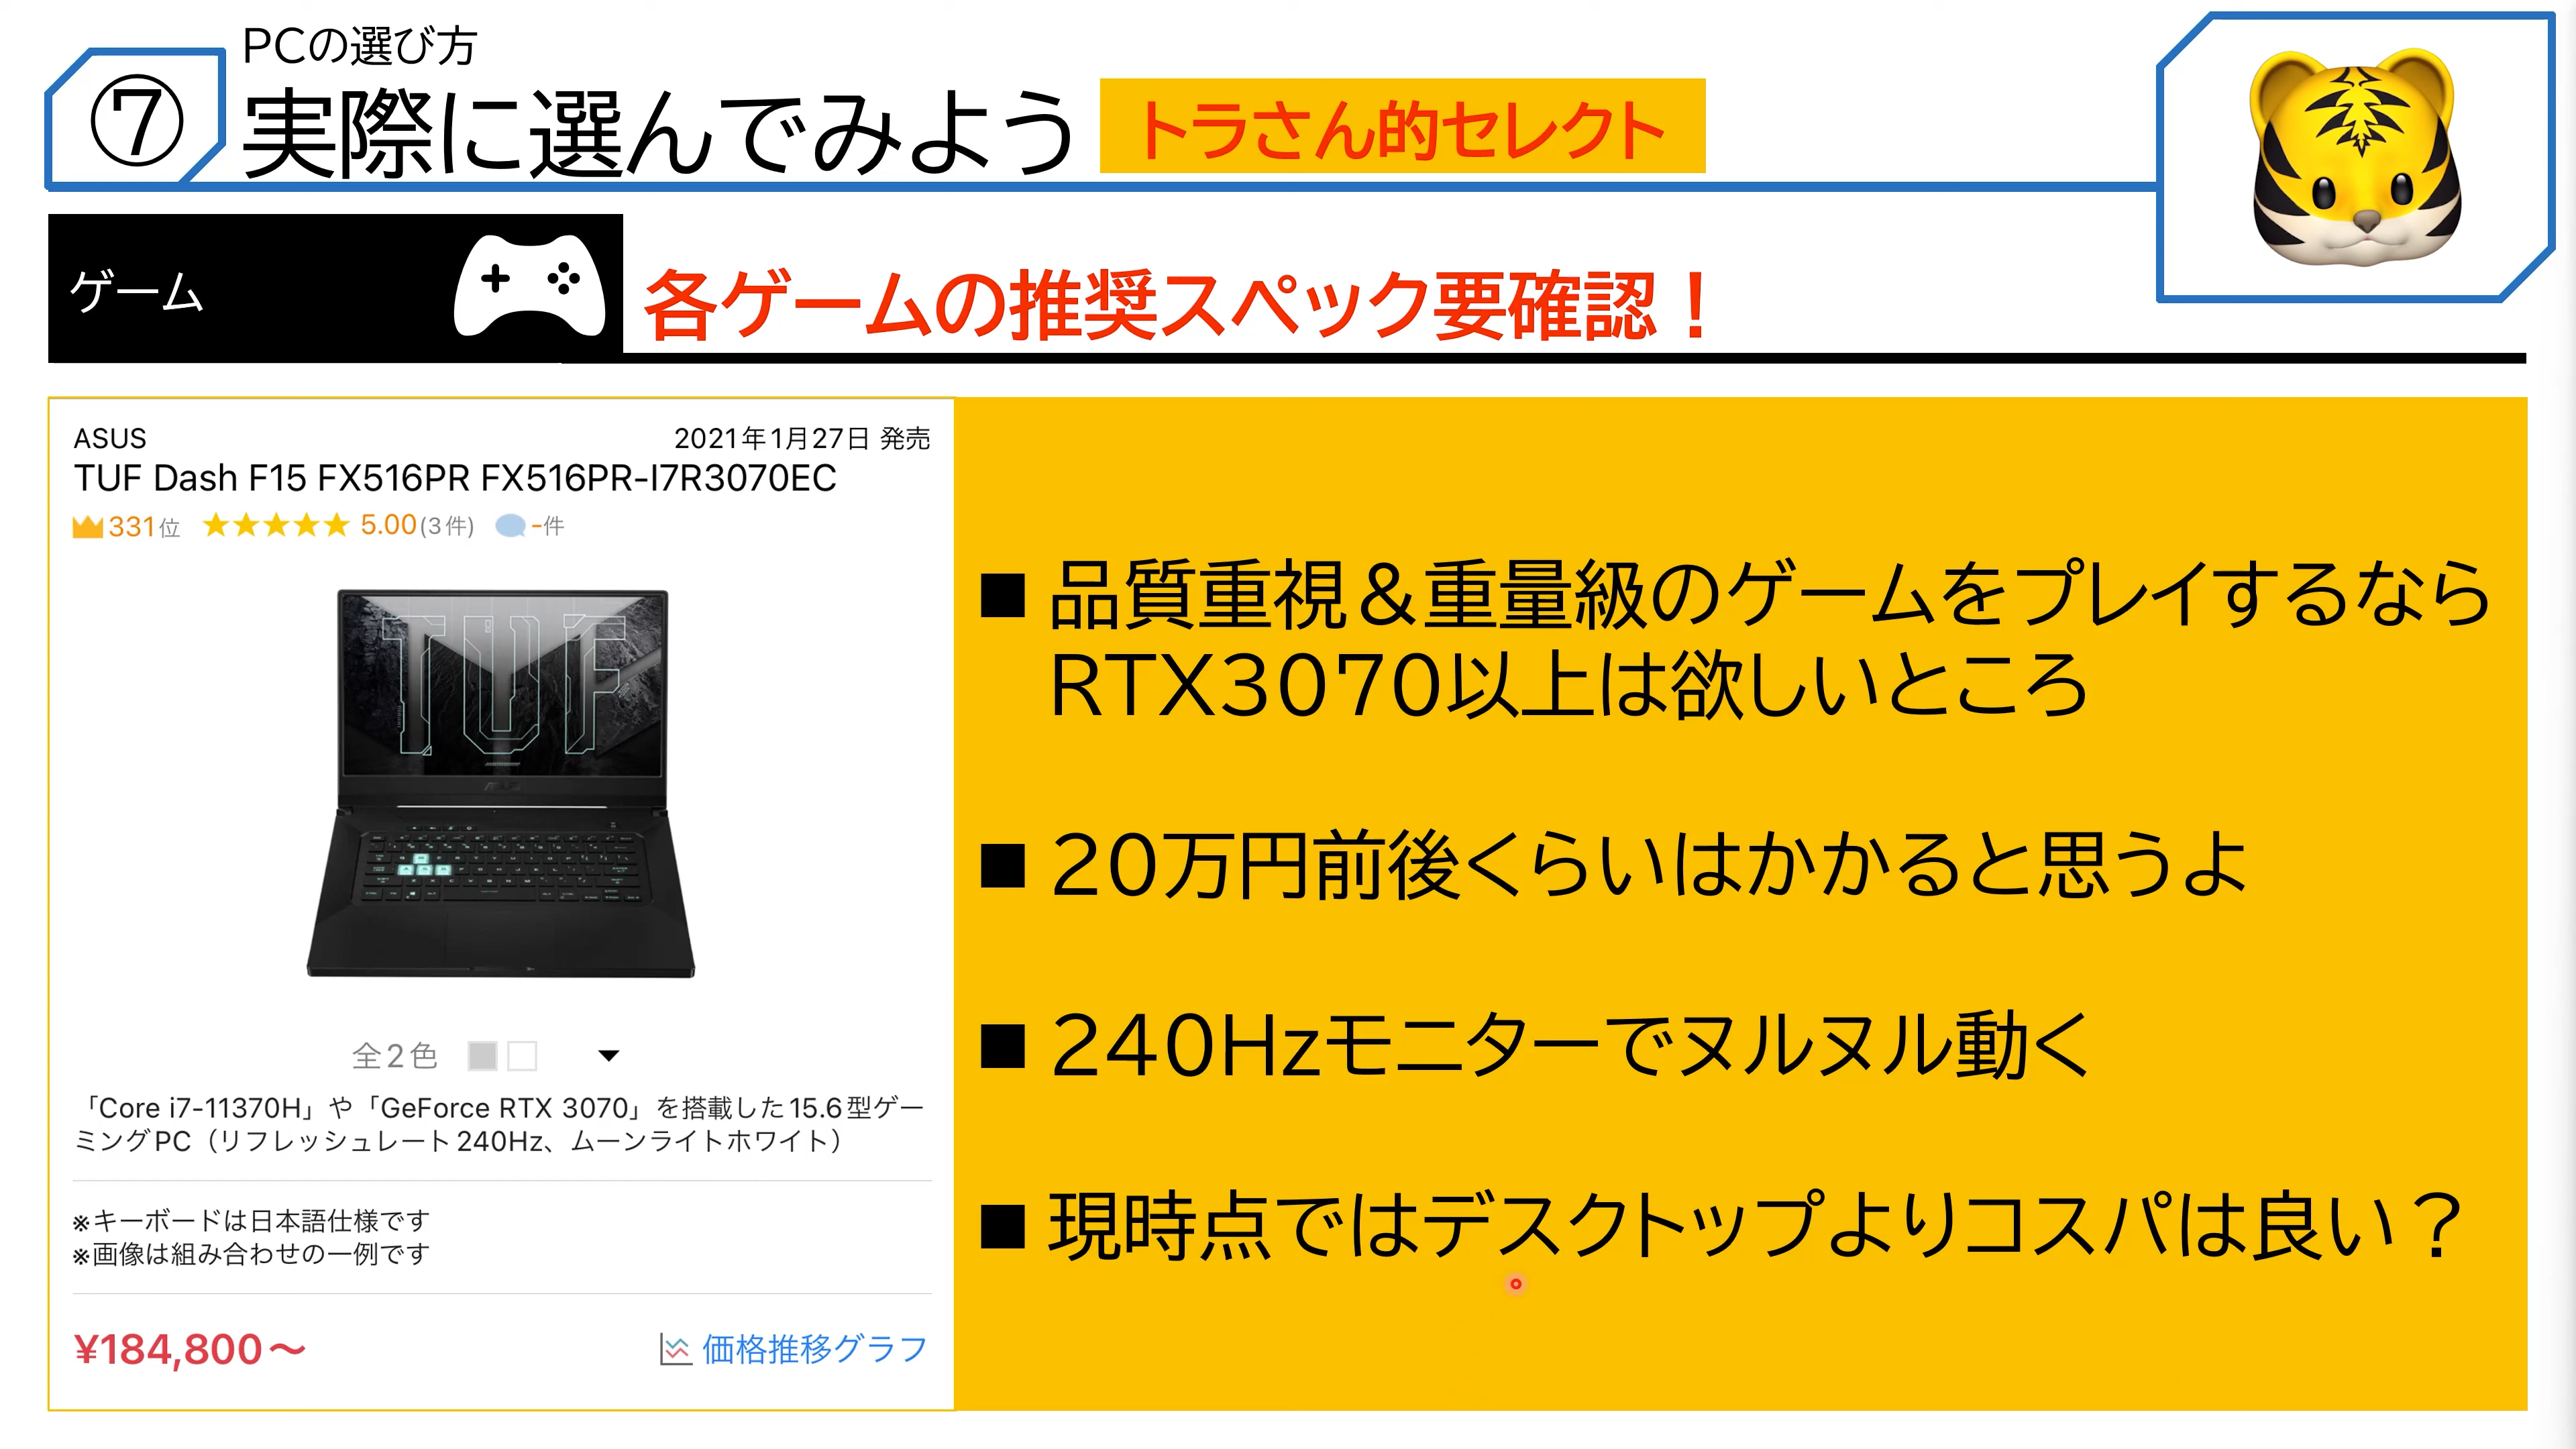 PCの選び方
⑦
実際に選んでみよう
トラさん的セレクト
ゲーム
各ゲームの推奨スペック要確認！
ASUS
2021年1月27日 発売
TUF Dash F15 FX516PR FX516PR-I7R3070EC
331位 ★★★★★ 5.00(3件) -件
TUF
ASUS
全2色
「Core i7-11370H」や「GeForce RTX 3070」を搭載した15.6型ゲー
ミングPC（リフレッシュレート240Hz、ムーンライトホワイト）
※キーボードは日本語仕様です
※画像は組み合わせの一例です
¥184,800～
価格推移グラフ
■ 品質重視＆重量級のゲームをプレイするなら
RTX3070以上は欲しいところ
■ 20万円前後くらいはかかると思うよ
■ 240Hzモニターでヌルヌル動く
■ 現時点ではデスクトップよりコスパは良い？